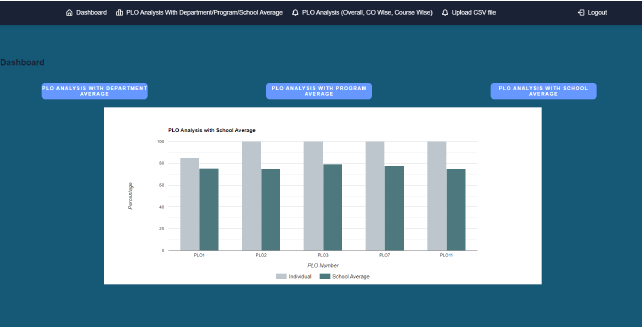 Dashboard PLO Analysis With Department/Program/School Average PLO Analysis (Overall, CO Wise, Course Wise) Upload CSV file Logout
Dashboard
PLO ANALYSIS WITH DEPARTMENT
AVERAGE
PLO ANALYSIS WITH PROGRAM
AVERAGE
PLO ANALYSIS WITH SCHOOL
AVERAGE
PLO Analysis with School Average
100
80
60
40
20
0
Percentage
PLO1 PLO2 PLO3 PLO7 PLO11
PLO Number
Individual School Average